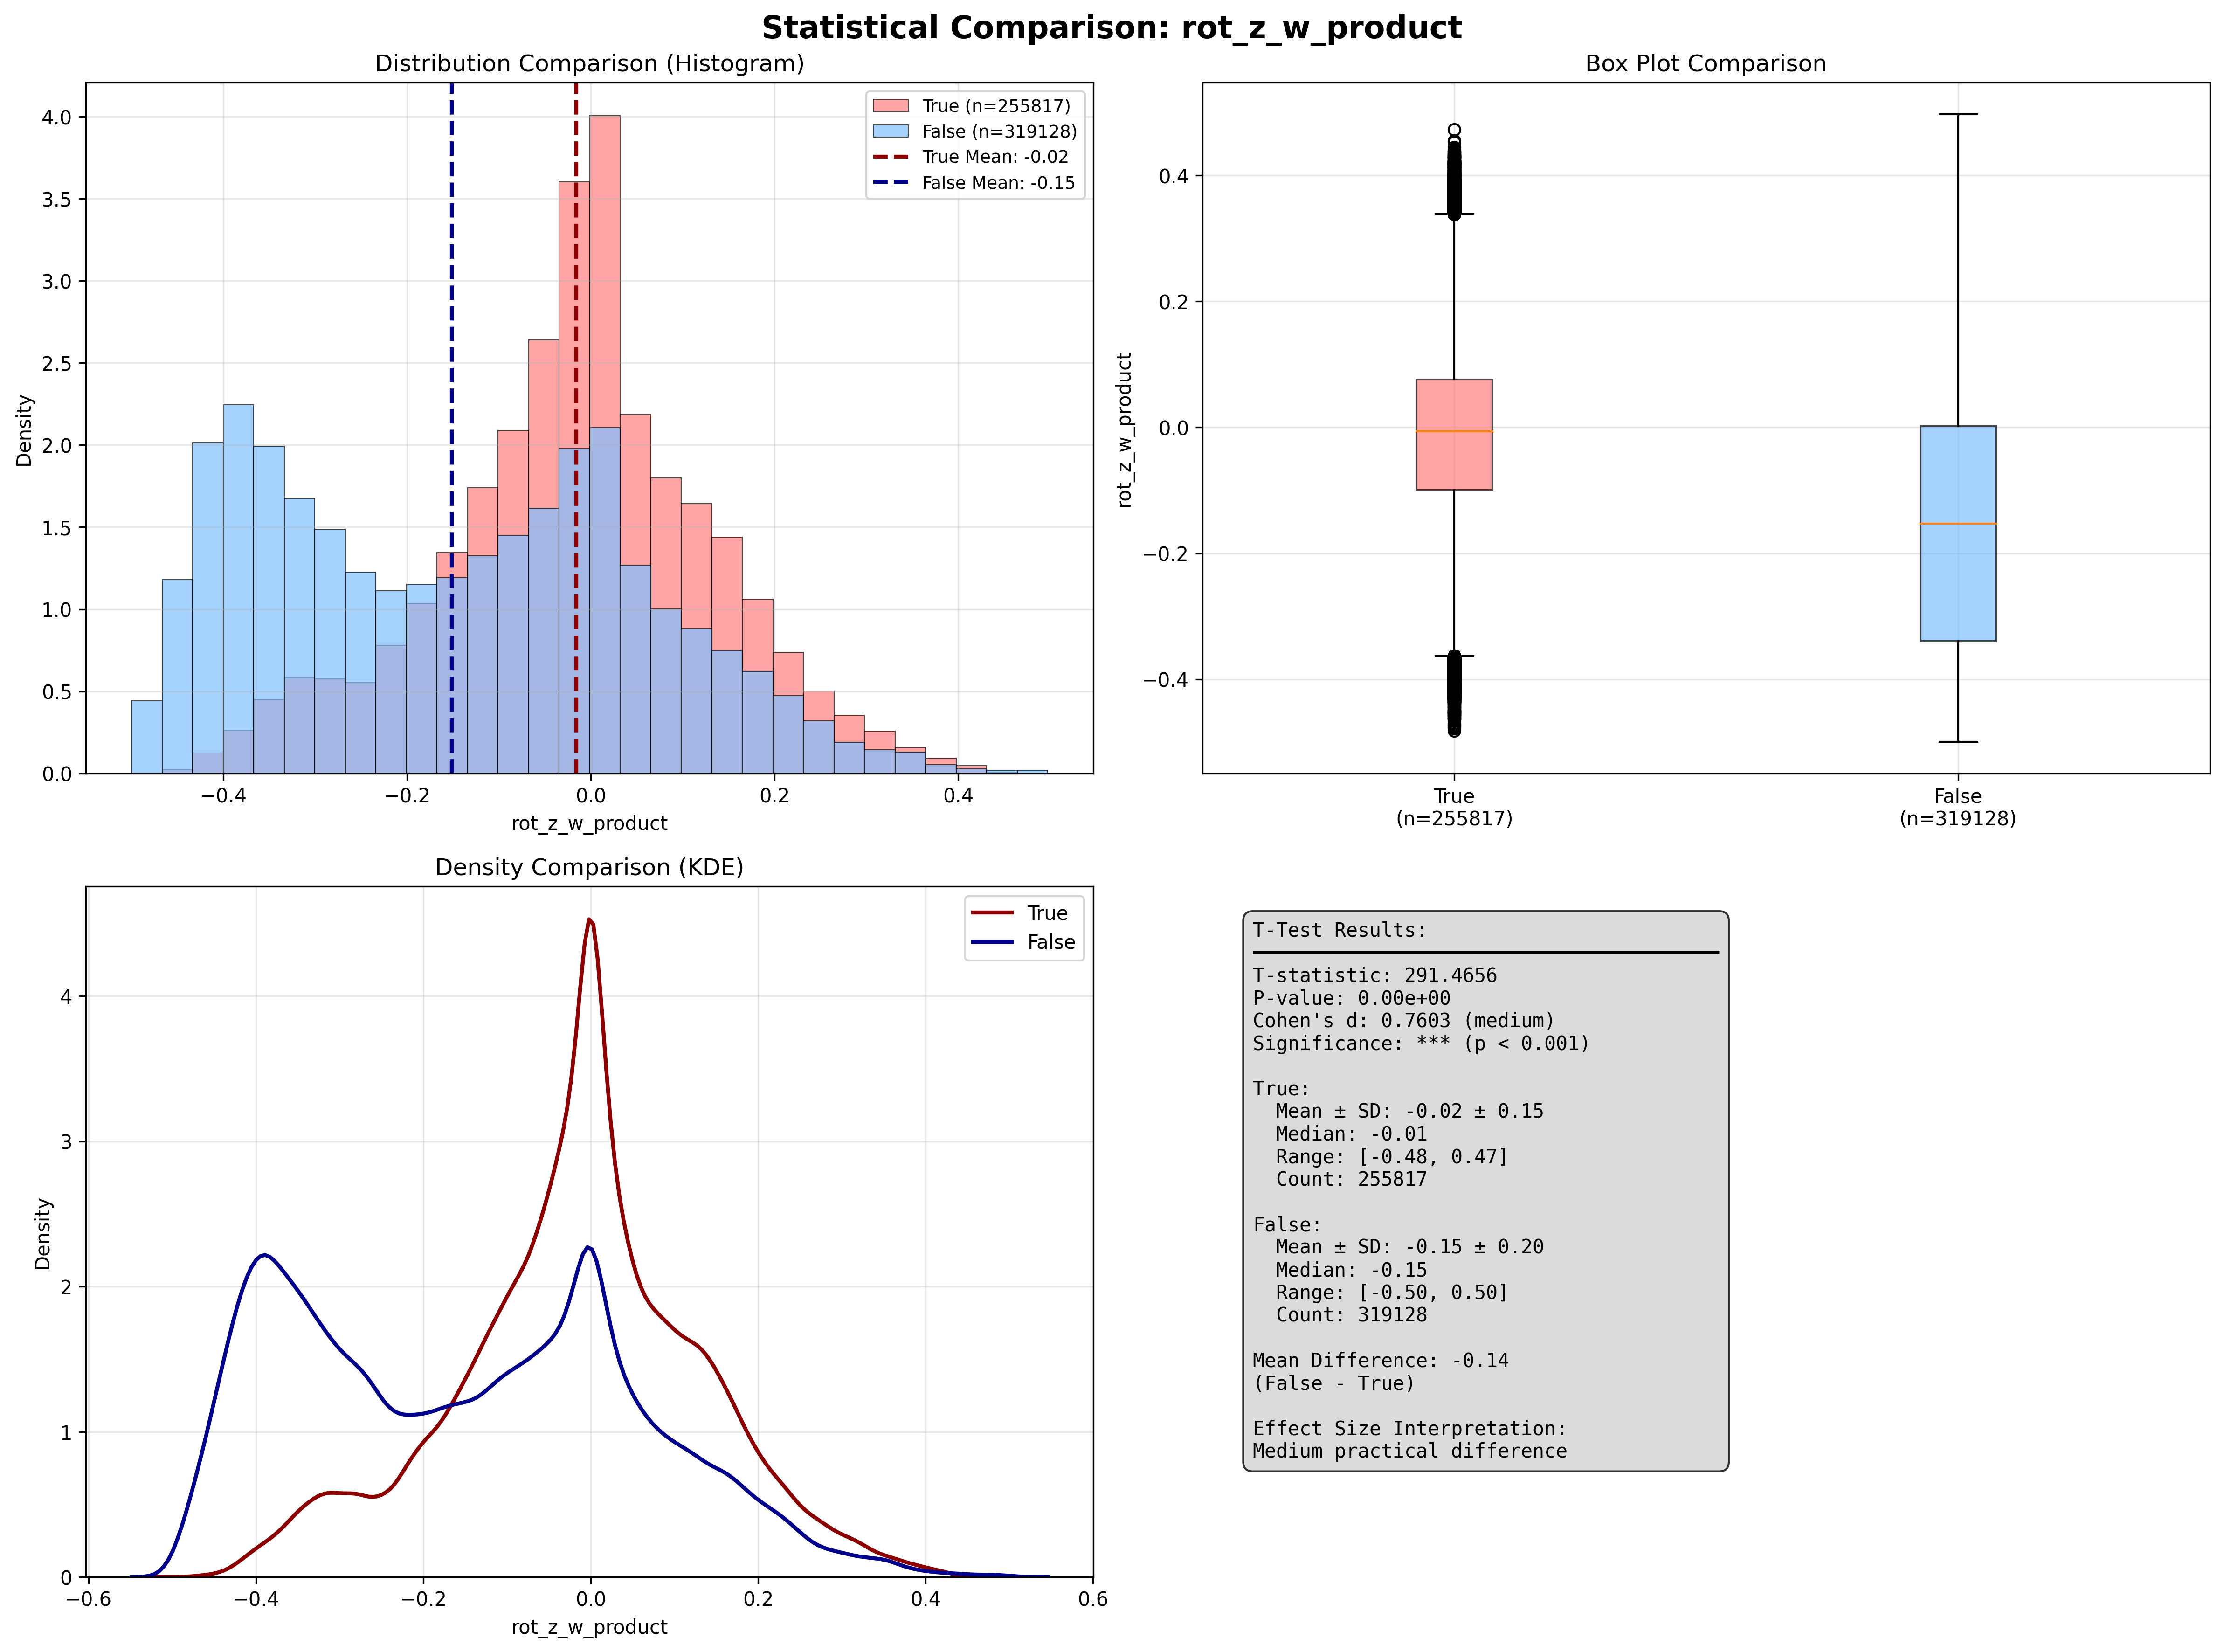 Statistical Comparison: rot_z_w_product
Distribution Comparison (Histogram)
4.0
3.5
3.0
2.5
2.0
1.5
1.0
0.5
0.0
Density
−0.4
−0.2
0.0
0.2
0.4
rot_z_w_product
True (n=255817)
False (n=319128)
True Mean: -0.02
False Mean: -0.15
Box Plot Comparison
0.4
0.2
0.0
−0.2
−0.4
rot_z_w_product
True
(n=255817)
False
(n=319128)
Density Comparison (KDE)
4
3
2
1
0
Density
−0.6
−0.4
−0.2
0.0
0.2
0.4
0.6
rot_z_w_product
True
False
T-Test Results:
T-statistic: 291.4656
P-value: 0.00e+00
Cohen's d: 0.7603 (medium)
Significance: *** (p < 0.001)
True:
Mean ± SD: -0.02 ± 0.15
Median: -0.01
Range: [-0.48, 0.47]
Count: 255817
False:
Mean ± SD: -0.15 ± 0.20
Median: -0.15
Range: [-0.50, 0.50]
Count: 319128
Mean Difference: -0.14
(False - True)
Effect Size Interpretation:
Medium practical difference